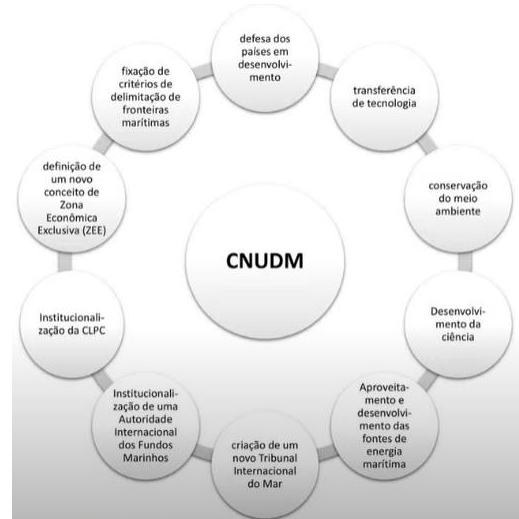 defesa dos
países em
desenvolvi-
mento
transferência
de tecnologia
conservação
do meio
ambiente
Desenvolvi-
mento da
ciência
Aproveita-
mento e
desenvolvi-
mento das
fontes de
energia
marítima
criação de um
novo Tribunal
Internacional
do Mar
Institucionali-
zação de uma
Autoridade
Internacional
dos Fundos
Marinhos
Institucionali-
zação da CLPC
definição de
um novo
conceito de
Zona
Econômica
Exclusiva (ZEE)
fixação de
critérios de
delimitação de
fronteiras
marítimas
CNUDM